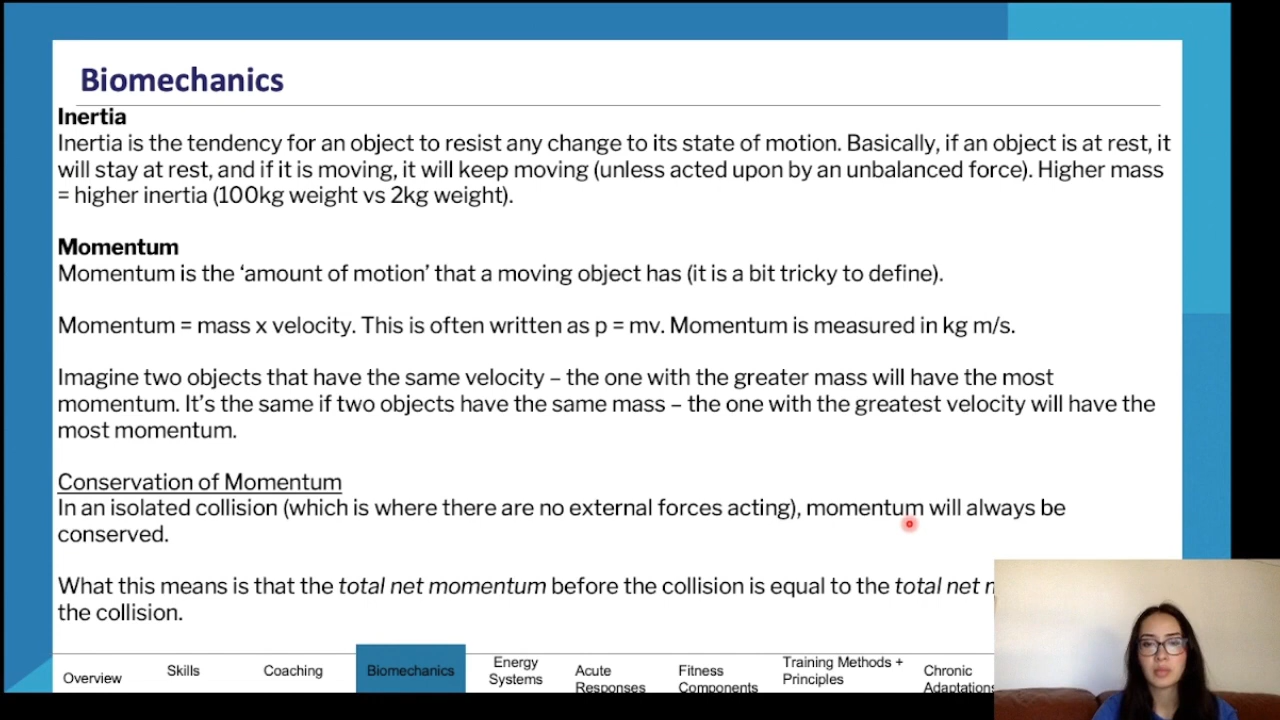 Biomechanics
Inertia
Inertia is the tendency for an object to resist any change to its state of motion. Basically, if an object is at rest, it
will stay at rest, and if it is moving, it will keep moving (unless acted upon by an unbalanced force). Higher mass
= higher inertia (100kg weight vs 2kg weight).
Momentum
Momentum is the ‘amount of motion’ that a moving object has (it is a bit tricky to define).
Momentum = mass x velocity. This is often written as p = mv. Momentum is measured in kg m/s.
Imagine two objects that have the same velocity – the one with the greater mass will have the most
momentum. It’s the same if two objects have the same mass – the one with the greatest velocity will have the
most momentum.
Conservation of Momentum
In an isolated collision (which is where there are no external forces acting), momentum will always be
conserved.
What this means is that the total net momentum before the collision is equal to the total net
the collision.
Overview
Skills
Coaching
Biomechanics
Energy
Systems
Acute
Responses
Fitness
Components
Training Methods +
Principles
Chronic
Adaptations